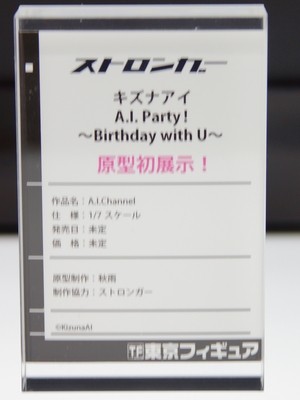 ストロンガー
キズナアイ
A.I. Party!
～Birthday with U～
原型初展示！
作品名：A.I.Channel
仕　様：1/7 スケール
発売日：未定
価　格：未定
原型制作：秋雨
制作協力：ストロンガー
©KizunaAI
T.F 東京フィギュア